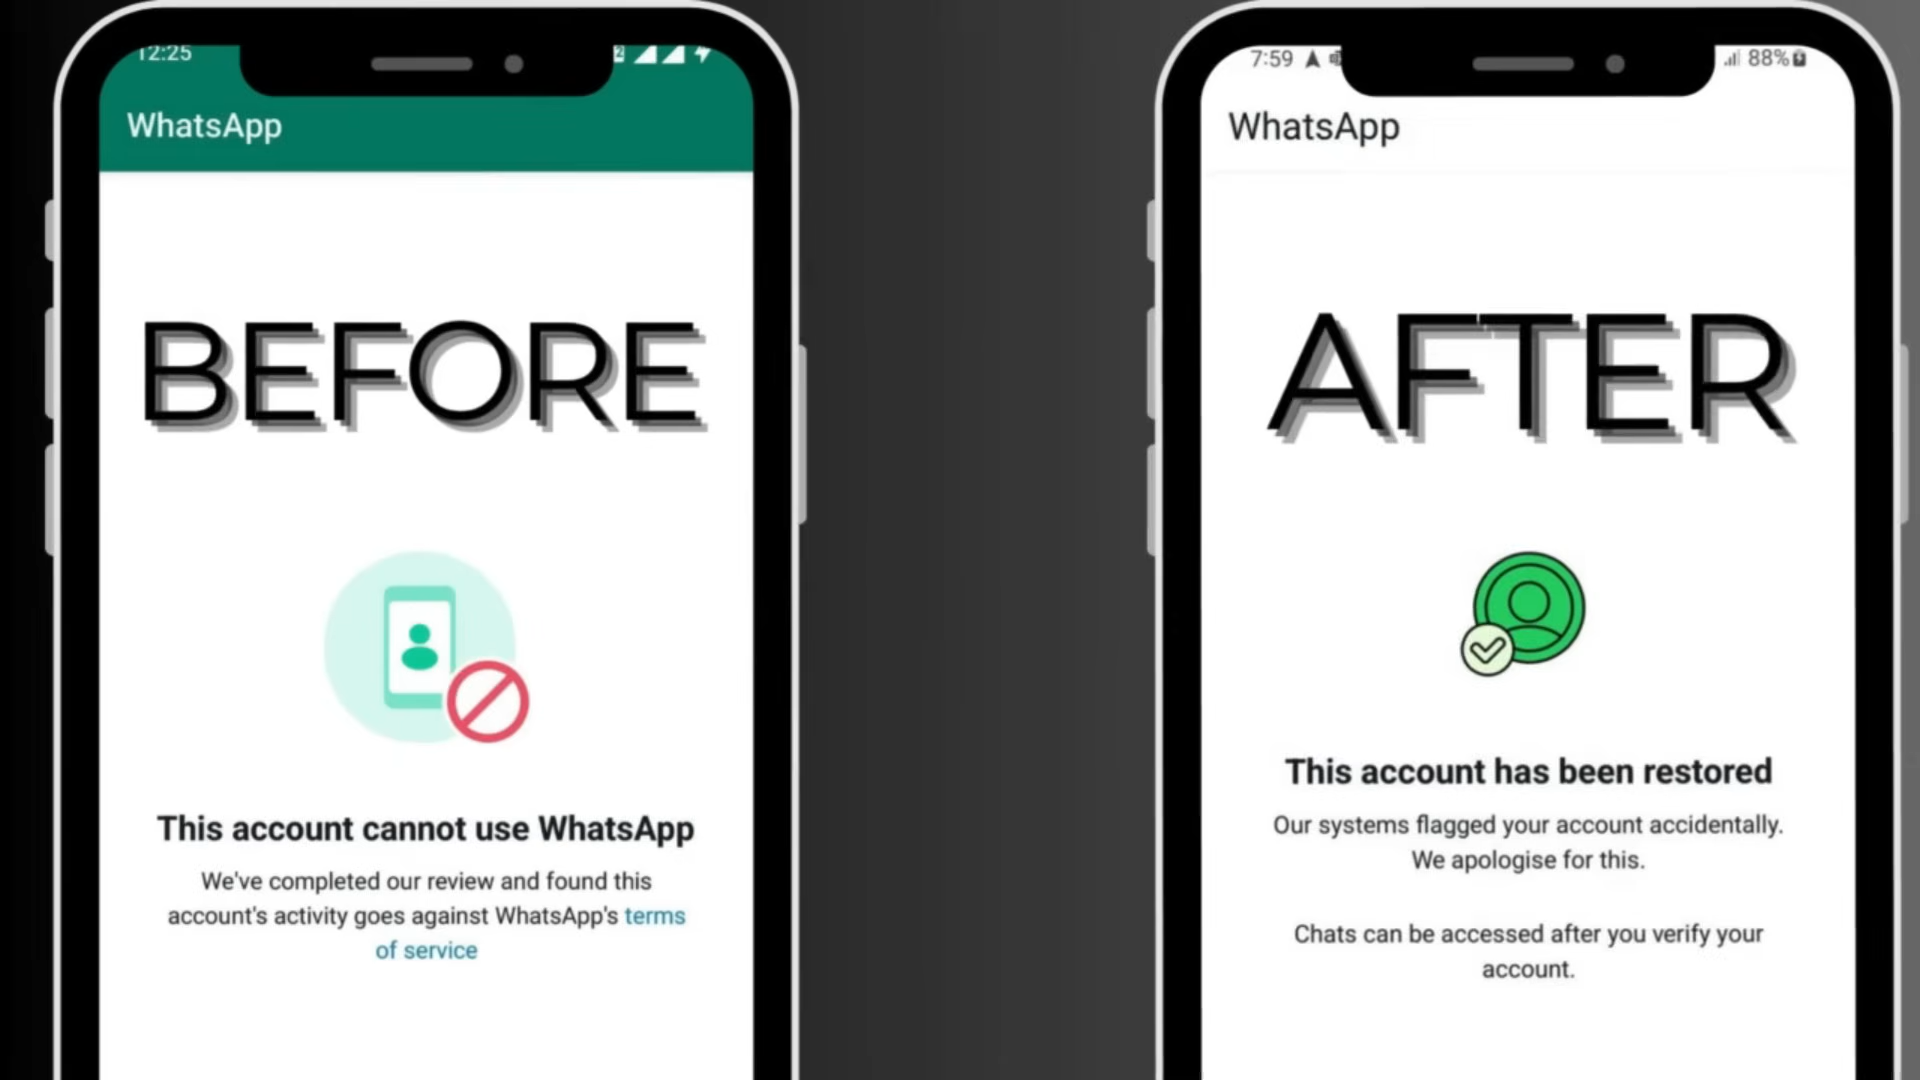 12:25
WhatsApp
BEFORE
This account cannot use WhatsApp
We've completed our review and found this
account's activity goes against WhatsApp's terms
of service
7:59
88%
WhatsApp
AFTER
This account has been restored
Our systems flagged your account accidentally.
We apologise for this.
Chats can be accessed after you verify your
account.